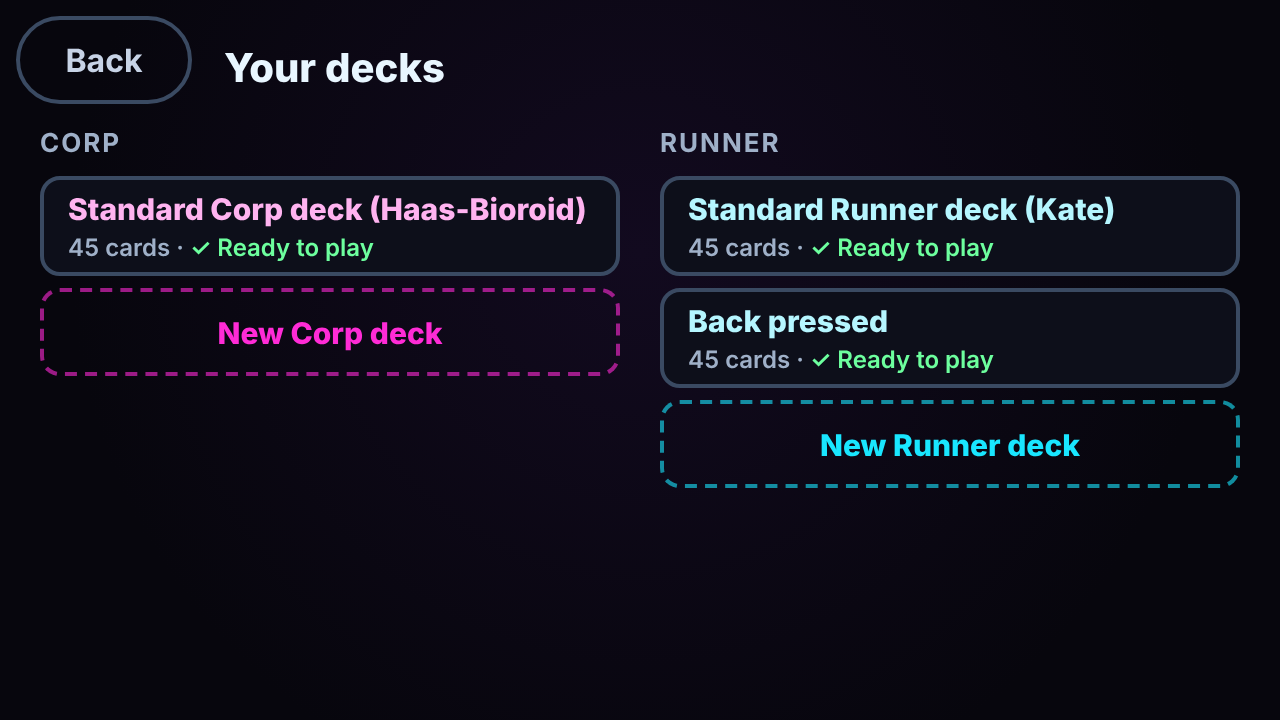 Back
Your decks
CORP
Standard Corp deck (Haas-Bioroid)
45 cards · ✓ Ready to play
New Corp deck
RUNNER
Standard Runner deck (Kate)
45 cards · ✓ Ready to play
Back pressed
45 cards · ✓ Ready to play
New Runner deck